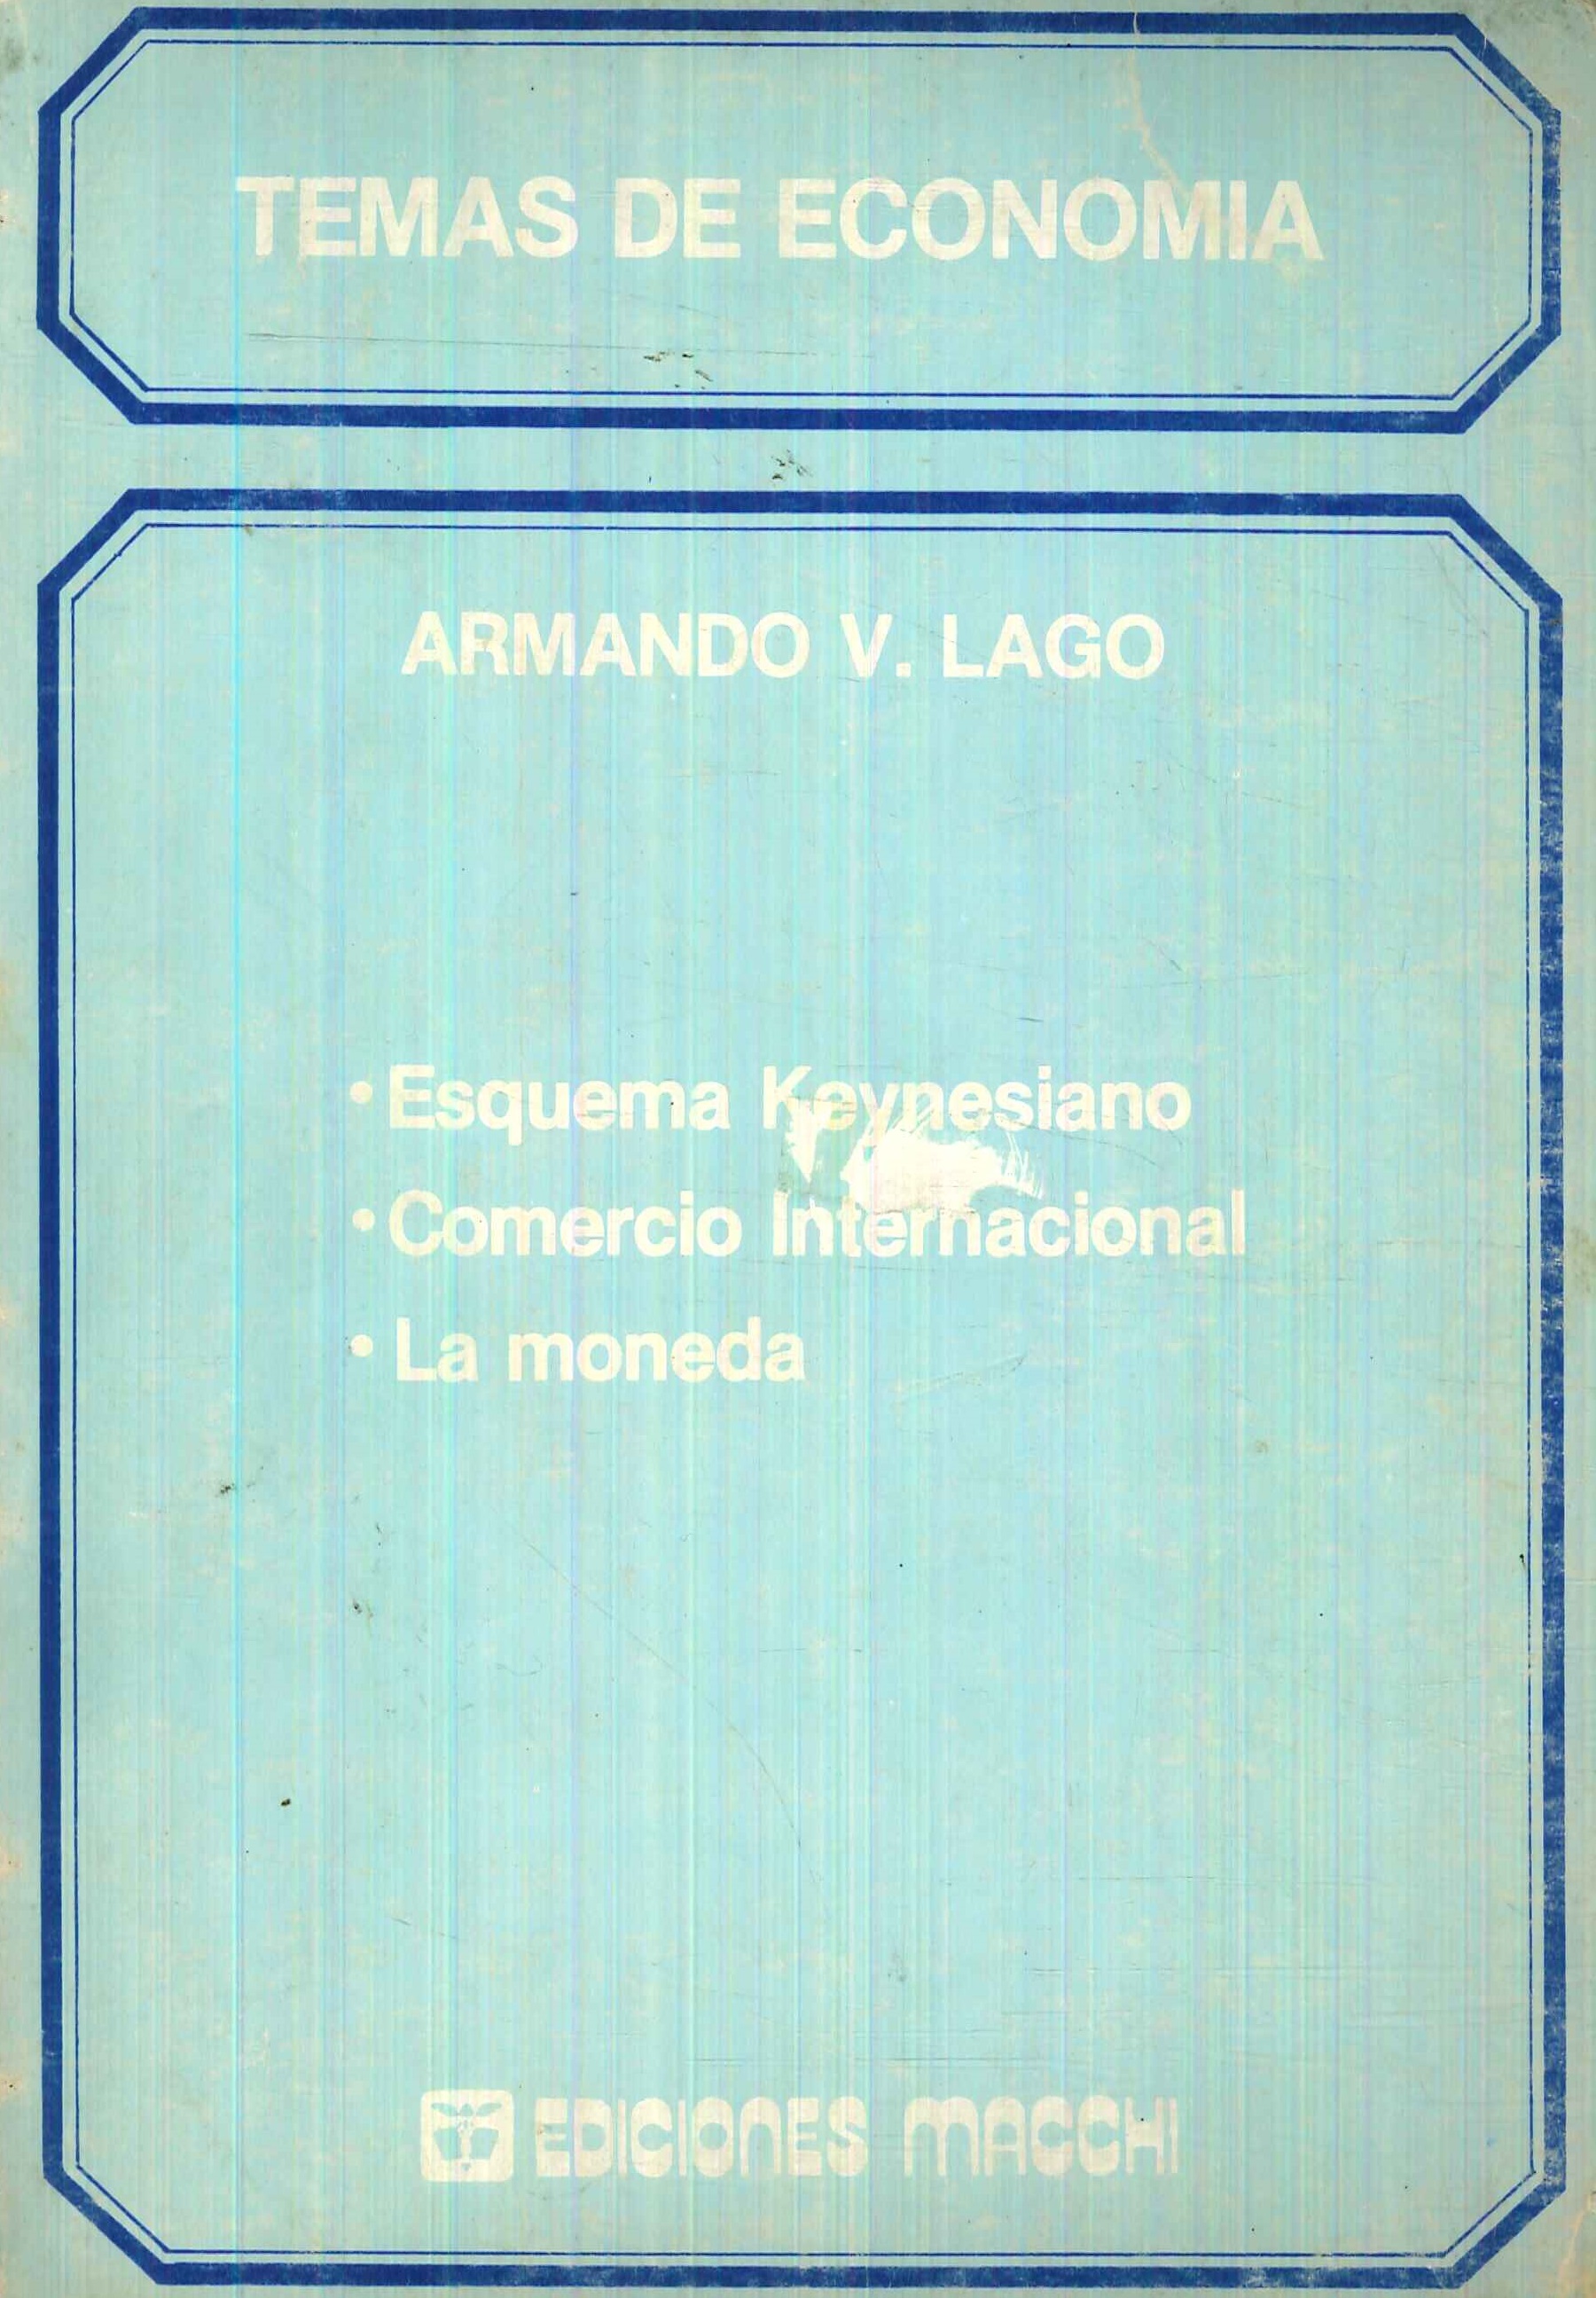 TEMAS DE ECONOMIA
ARMANDO V. LAGO
• Esquema Keynesiano
• Comercio Internacional
• La moneda
EDICIONES MACCHI